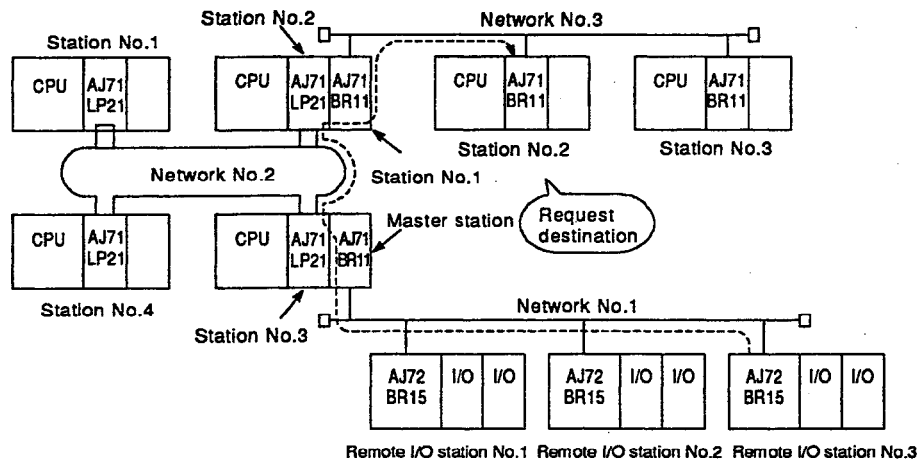 Station No.2
Network No.3
Station No.1
CPU
AJ71
LP21
CPU
AJ71
LP21
AJ71
BR11
CPU
AJ71
BR11
CPU
AJ71
BR11
Station No.2
Station No.3
Station No.1
Network No.2
Master station
Request
destination
CPU
AJ71
LP21
CPU
AJ71
LP21
AJ71
BR11
Station No.4
Station No.3
Network No.1
AJ72
BR15
I/O
I/O
AJ72
BR15
I/O
I/O
AJ72
BR15
I/O
I/O
Remote I/O station No.1
Remote I/O station No.2
Remote I/O station No.3